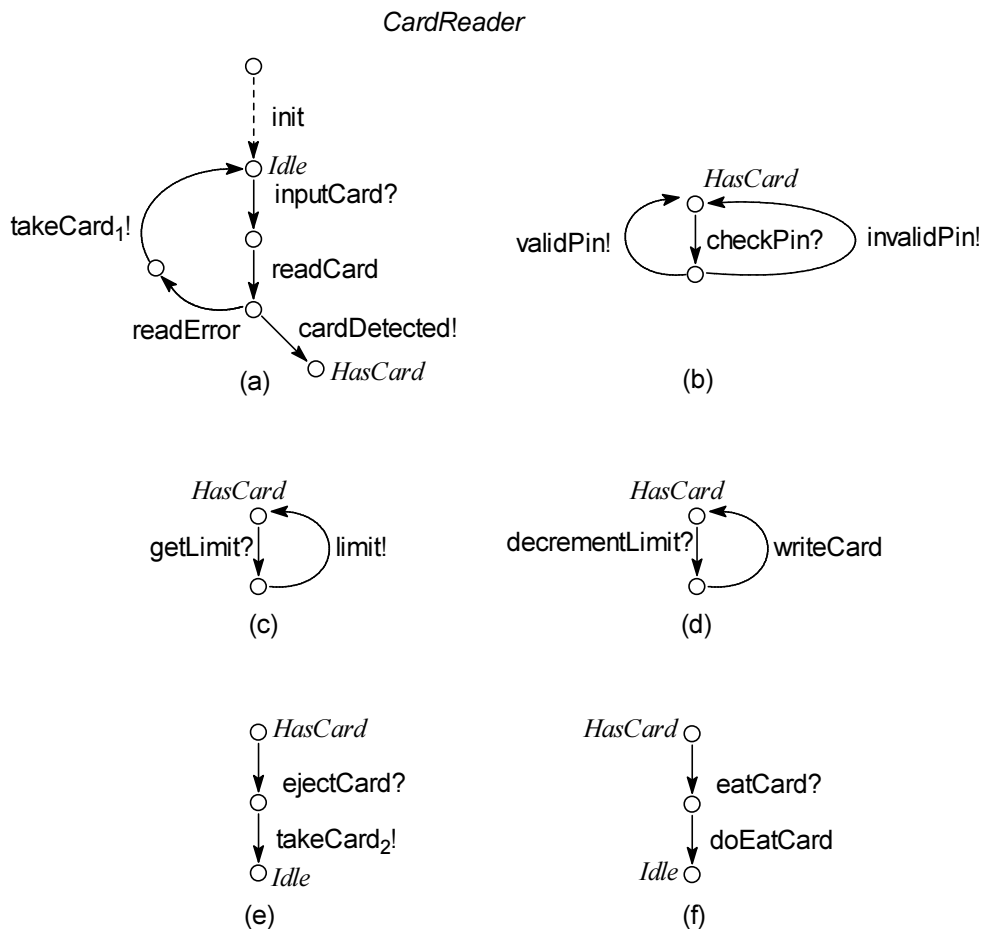 CardReader
init
Idle
inputCard?
takeCard₁!
readCard
readError
cardDetected!
HasCard
(a)
HasCard
validPin!
checkPin?
invalidPin!
(b)
HasCard
getLimit?
limit!
(c)
HasCard
decrementLimit?
writeCard
(d)
HasCard
ejectCard?
takeCard₂!
Idle
(e)
HasCard
eatCard?
doEatCard
Idle
(f)